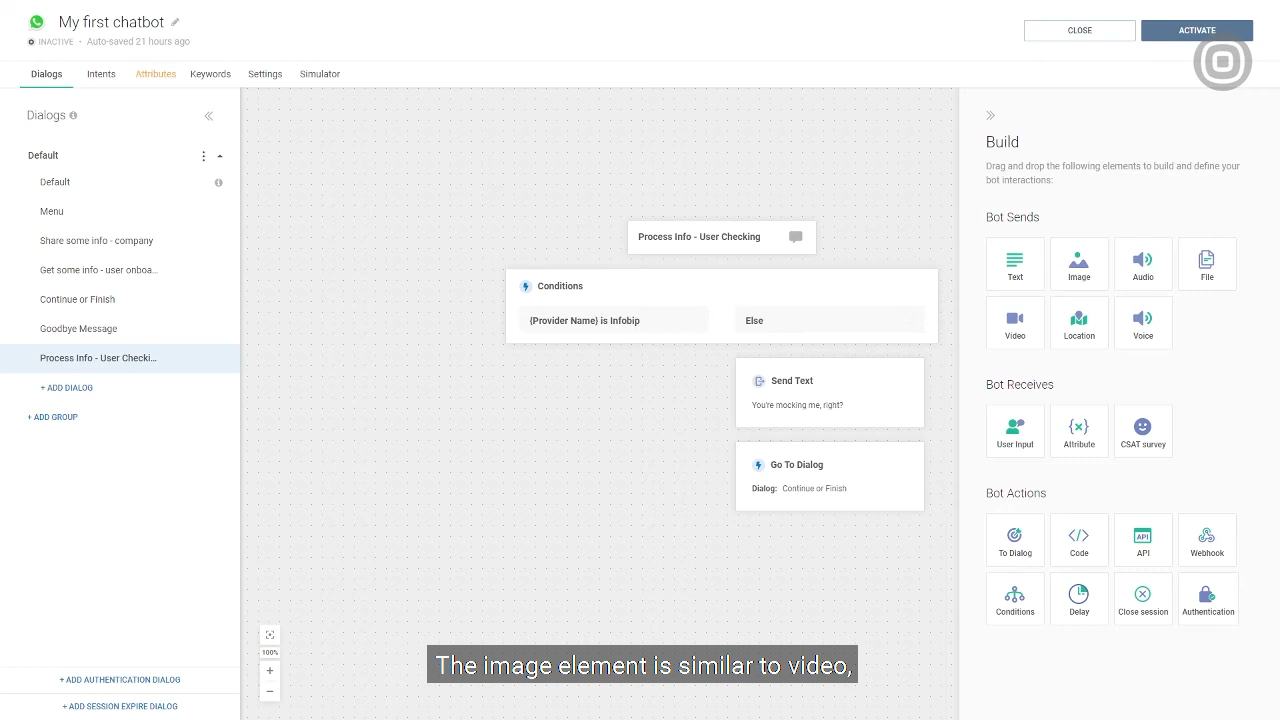 My first chatbot
INACTIVE • Auto-saved 21 hours ago
CLOSE
ACTIVATE
Dialogs
Intents
Attributes
Keywords
Settings
Simulator
Dialogs
Default
Default
Menu
Share some info - company
Get some info - user onboa...
Continue or Finish
Goodbye Message
Process Info - User Checki...
+ ADD DIALOG
+ ADD GROUP
+ ADD AUTHENTICATION DIALOG
+ ADD SESSION EXPIRE DIALOG
Process Info - User Checking
Conditions
{Provider Name} is Infobip
Else
Send Text
You're mocking me, right?
Go To Dialog
Dialog: Continue or Finish
100%
The image element is similar to video,
Build
Drag and drop the following elements to build and define your
bot interactions:
Bot Sends
Text
Image
Audio
File
Video
Location
Voice
Bot Receives
User Input
Attribute
CSAT survey
Bot Actions
To Dialog
Code
API
API
Webhook
Conditions
Delay
Close session
Authentication